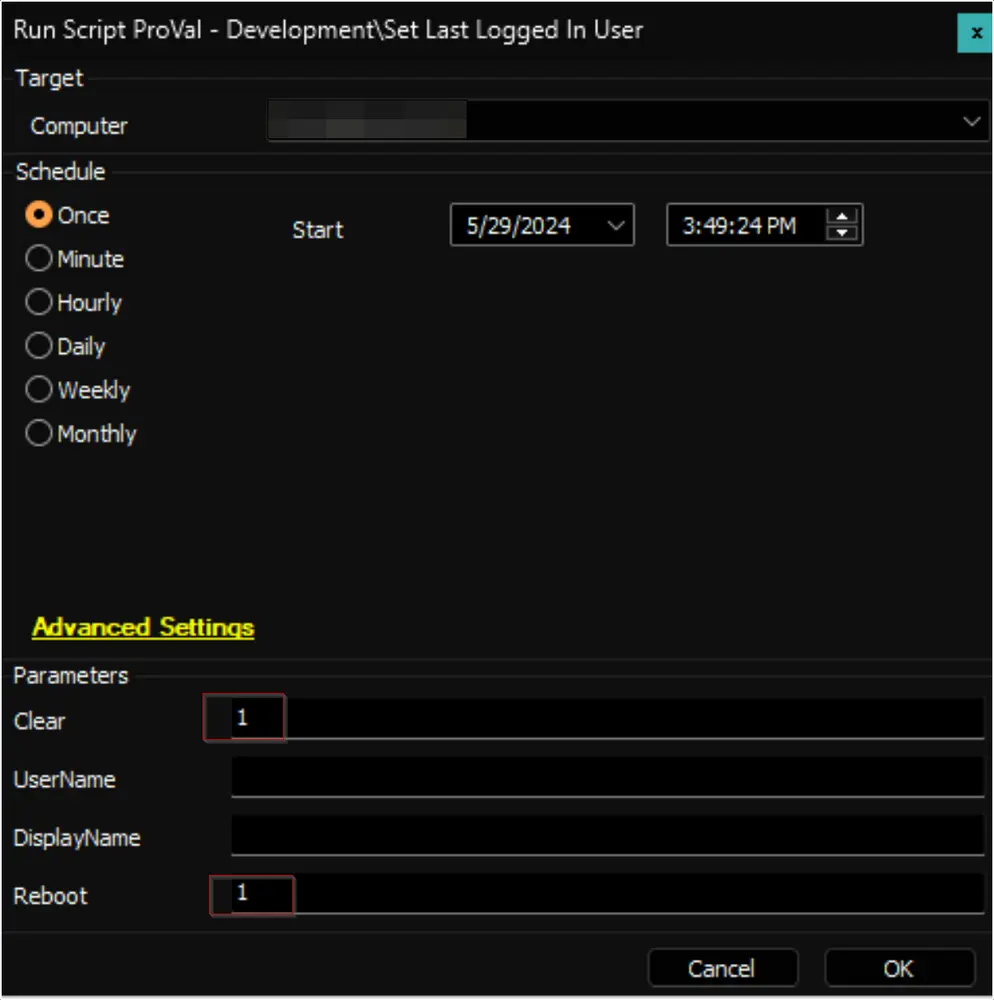 Run Script ProVal - Development\Set Last Logged In User x
Target
Computer
Schedule
Once
Start 5/29/2024 3:49:24 PM
Minute
Hourly
Daily
Weekly
Monthly
Advanced Settings
Parameters
Clear 1
UserName
DisplayName
Reboot 1
Cancel OK